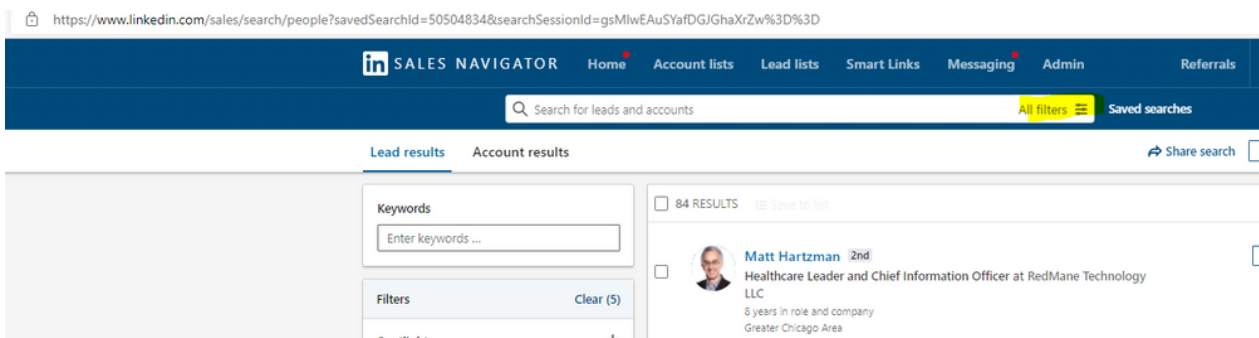 https://www.linkedin.com/sales/search/people?savedSearchId=50504834&searchSessionId=gsMIwEAuSYafDGJGhaXrZw%3D%3D
in SALES NAVIGATOR Home Account lists Lead lists Smart Links Messaging Admin Referrals
Search for leads and accounts All filters Saved searches
Lead results Account results Share search
Keywords
Enter keywords ...
Filters Clear (5)
84 RESULTS Save to list
Matt Hartzman 2nd
Healthcare Leader and Chief Information Officer at RedMane Technology
LLC
8 years in role and company
Greater Chicago Area